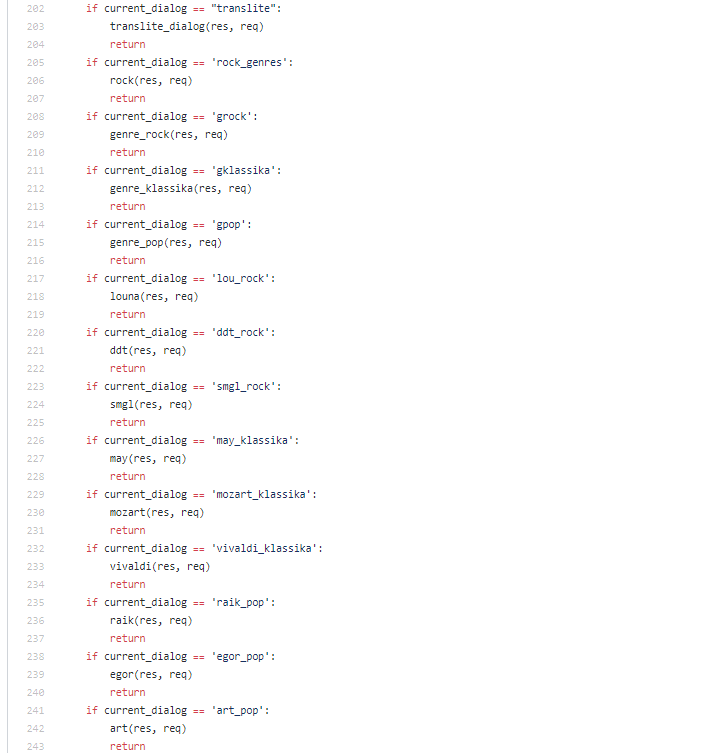 202 if current_dialog == "translite":
203 translite_dialog(res, req)
204 return
205 if current_dialog == 'rock_genres':
206 rock(res, req)
207 return
208 if current_dialog == 'grock':
209 genre_rock(res, req)
210 return
211 if current_dialog == 'gklassika':
212 genre_klassika(res, req)
213 return
214 if current_dialog == 'gpop':
215 genre_pop(res, req)
216 return
217 if current_dialog == 'lou_rock':
218 louna(res, req)
219 return
220 if current_dialog == 'ddt_rock':
221 ddt(res, req)
222 return
223 if current_dialog == 'smgl_rock':
224 smgl(res, req)
225 return
226 if current_dialog == 'may_klassika':
227 may(res, req)
228 return
229 if current_dialog == 'mozart_klassika':
230 mozart(res, req)
231 return
232 if current_dialog == 'vivaldi_klassika':
233 vivaldi(res, req)
234 return
235 if current_dialog == 'raik_pop':
236 raik(res, req)
237 return
238 if current_dialog == 'egor_pop':
239 egor(res, req)
240 return
241 if current_dialog == 'art_pop':
242 art(res, req)
243 return